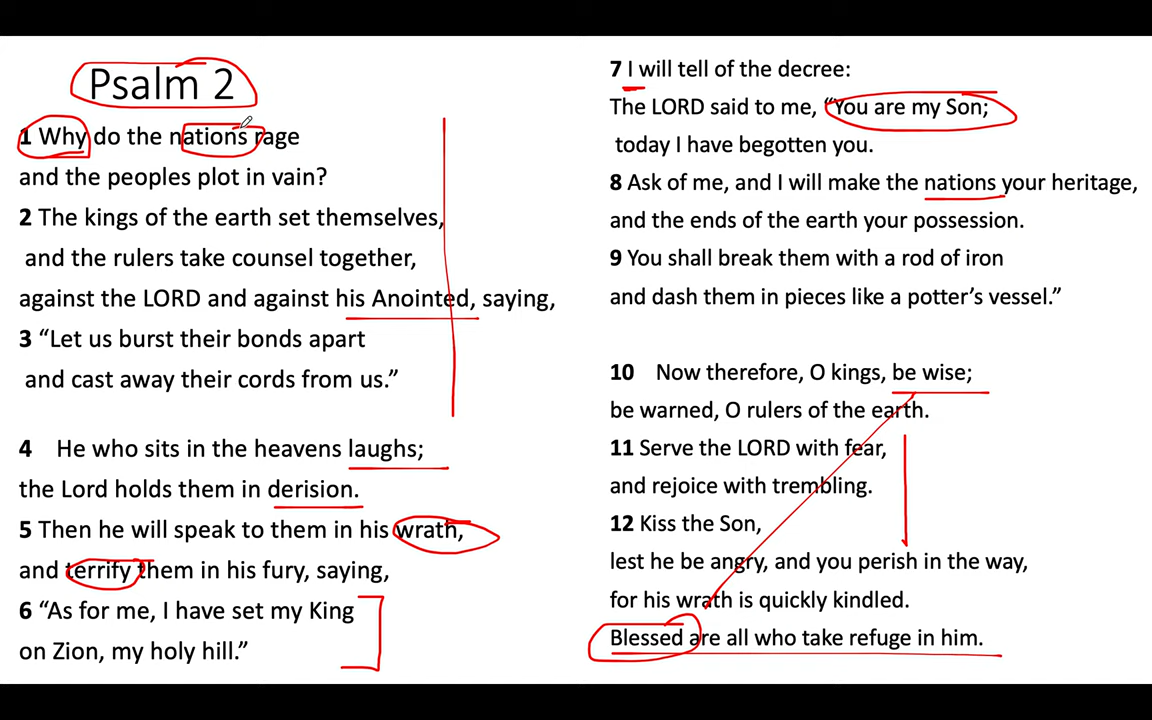 Psalm 2
1 Why do the nations rage
and the peoples plot in vain?
2 The kings of the earth set themselves,
and the rulers take counsel together,
against the LORD and against his Anointed, saying,
3 “Let us burst their bonds apart
and cast away their cords from us.”
4 He who sits in the heavens laughs;
the Lord holds them in derision.
5 Then he will speak to them in his wrath,
and terrify them in his fury, saying,
6 “As for me, I have set my King
on Zion, my holy hill.”
7 I will tell of the decree:
The LORD said to me, “You are my Son;
today I have begotten you.
8 Ask of me, and I will make the nations your heritage,
and the ends of the earth your possession.
9 You shall break them with a rod of iron
and dash them in pieces like a potter’s vessel.”
10 Now therefore, O kings, be wise;
be warned, O rulers of the earth.
11 Serve the LORD with fear,
and rejoice with trembling.
12 Kiss the Son,
lest he be angry, and you perish in the way,
for his wrath is quickly kindled.
Blessed are all who take refuge in him.